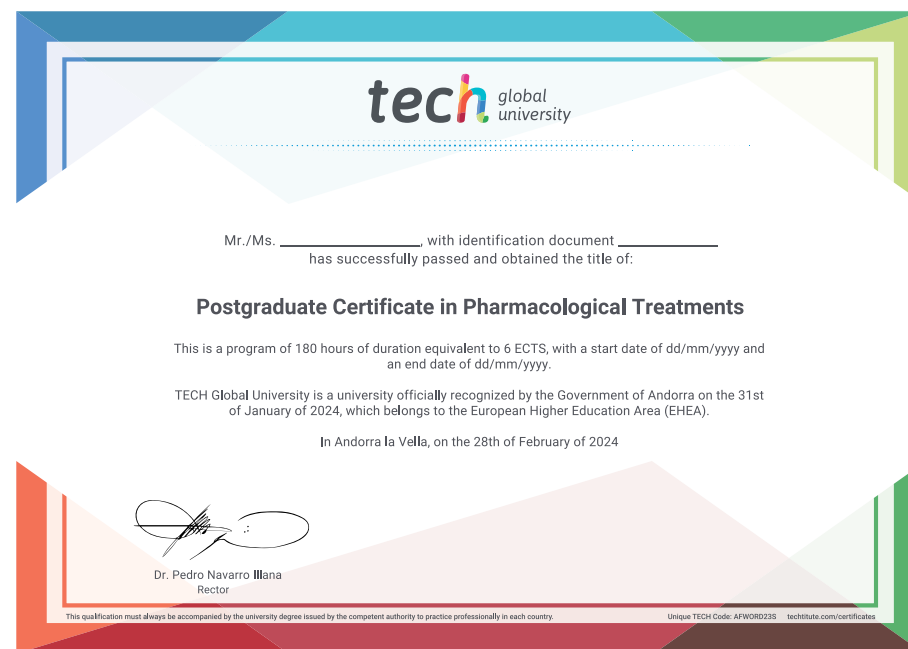 tech global
university
Mr./Ms. ____________________, with identification document ______________
has successfully passed and obtained the title of:
Postgraduate Certificate in Pharmacological Treatments
This is a program of 180 hours of duration equivalent to 6 ECTS, with a start date of dd/mm/yyyy and
an end date of dd/mm/yyyy.
TECH Global University is a university officially recognized by the Government of Andorra on the 31st
of January of 2024, which belongs to the European Higher Education Area (EHEA).
In Andorra la Vella, on the 28th of February of 2024
Dr. Pedro Navarro Illana
Rector
This qualification must always be accompanied by the university degree issued by the competent authority to practice professionally in each country. Unique TECH Code: AFWORD23S techtitute.com/certificates